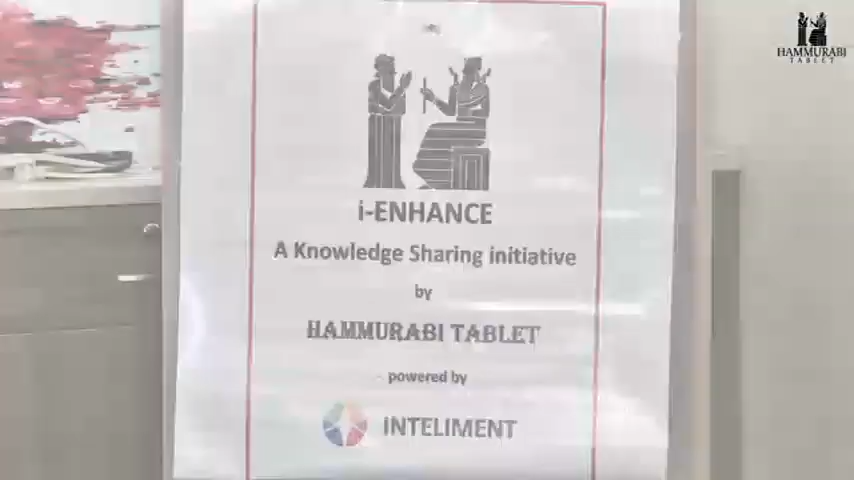 HAMMURABI
TABLET
i-ENHANCE
A Knowledge Sharing initiative
by
HAMMURABI TABLET
powered by
INTELIMENT